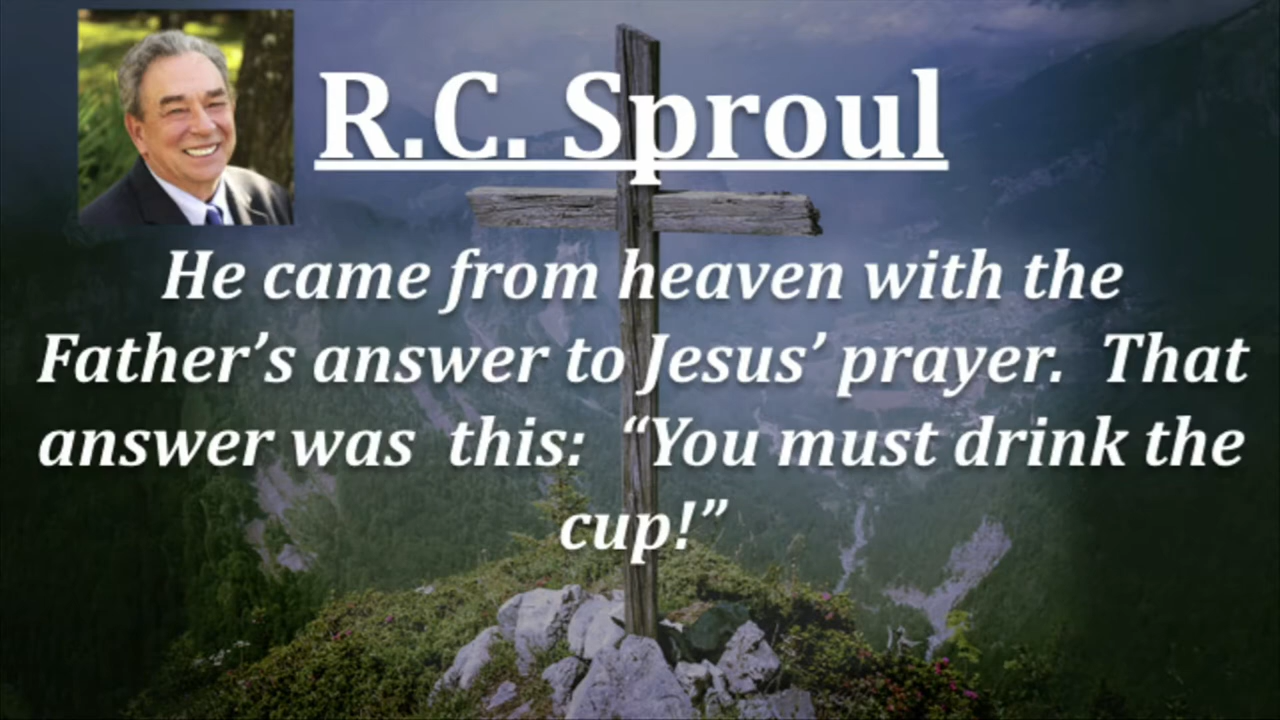 R.C. Sproul
He came from heaven with the
Father’s answer to Jesus’ prayer.  That
answer was  this:  “You must drink the
cup!”